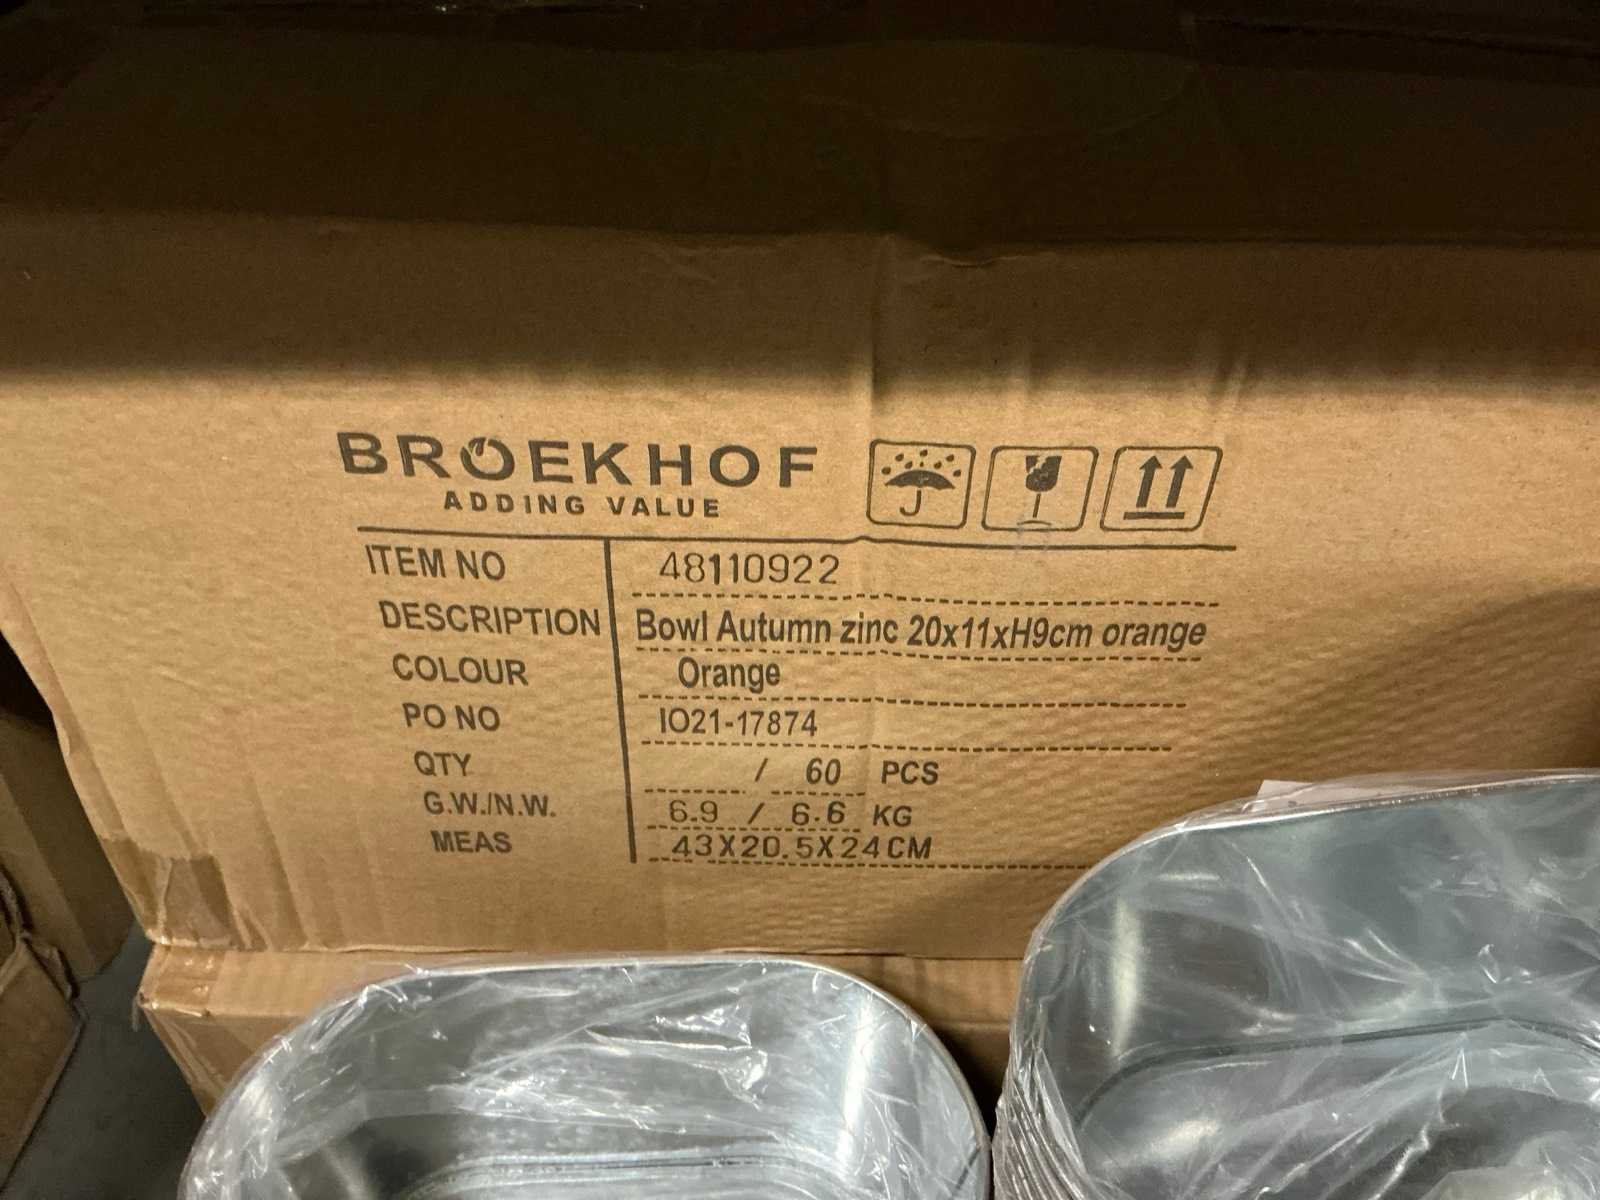 BROEKHOF
ADDING VALUE
ITEM NO 48110922
DESCRIPTION Bowl Autumn zinc 20x11xH9cm orange
COLOUR Orange
PO NO IO21-17874
QTY / 60 PCS
G.W./N.W. 6.9 / 6.6 KG
MEAS 43X20.5X24CM